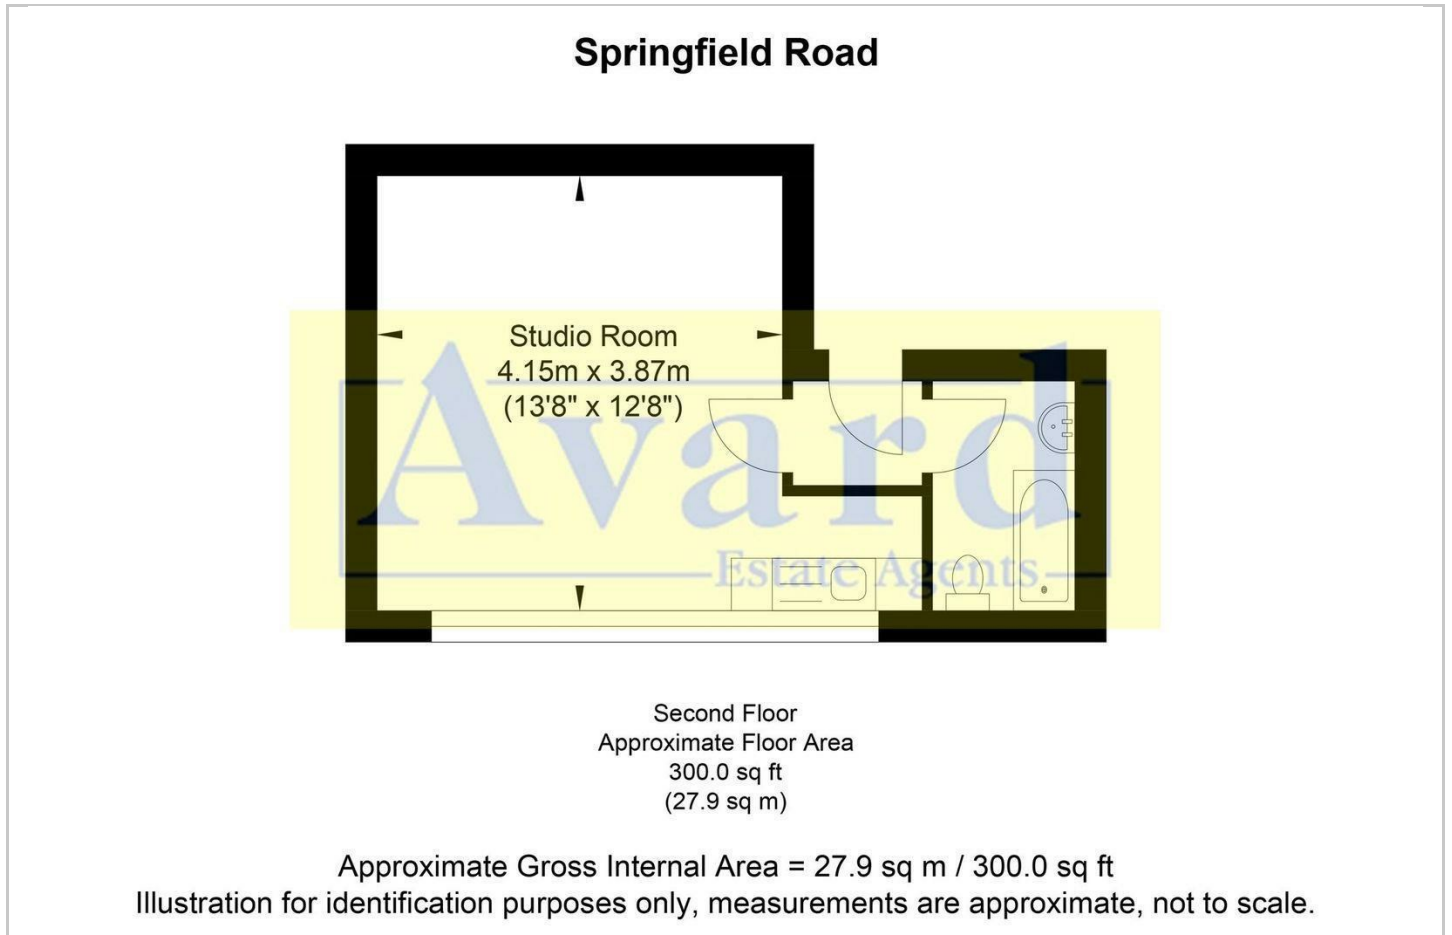 Springfield Road
Studio Room
4.15m x 3.87m
(13'8" x 12'8")
Avard
Estate Agents
Second Floor
Approximate Floor Area
300.0 sq ft
(27.9 sq m)
Approximate Gross Internal Area = 27.9 sq m / 300.0 sq ft
Illustration for identification purposes only, measurements are approximate, not to scale.